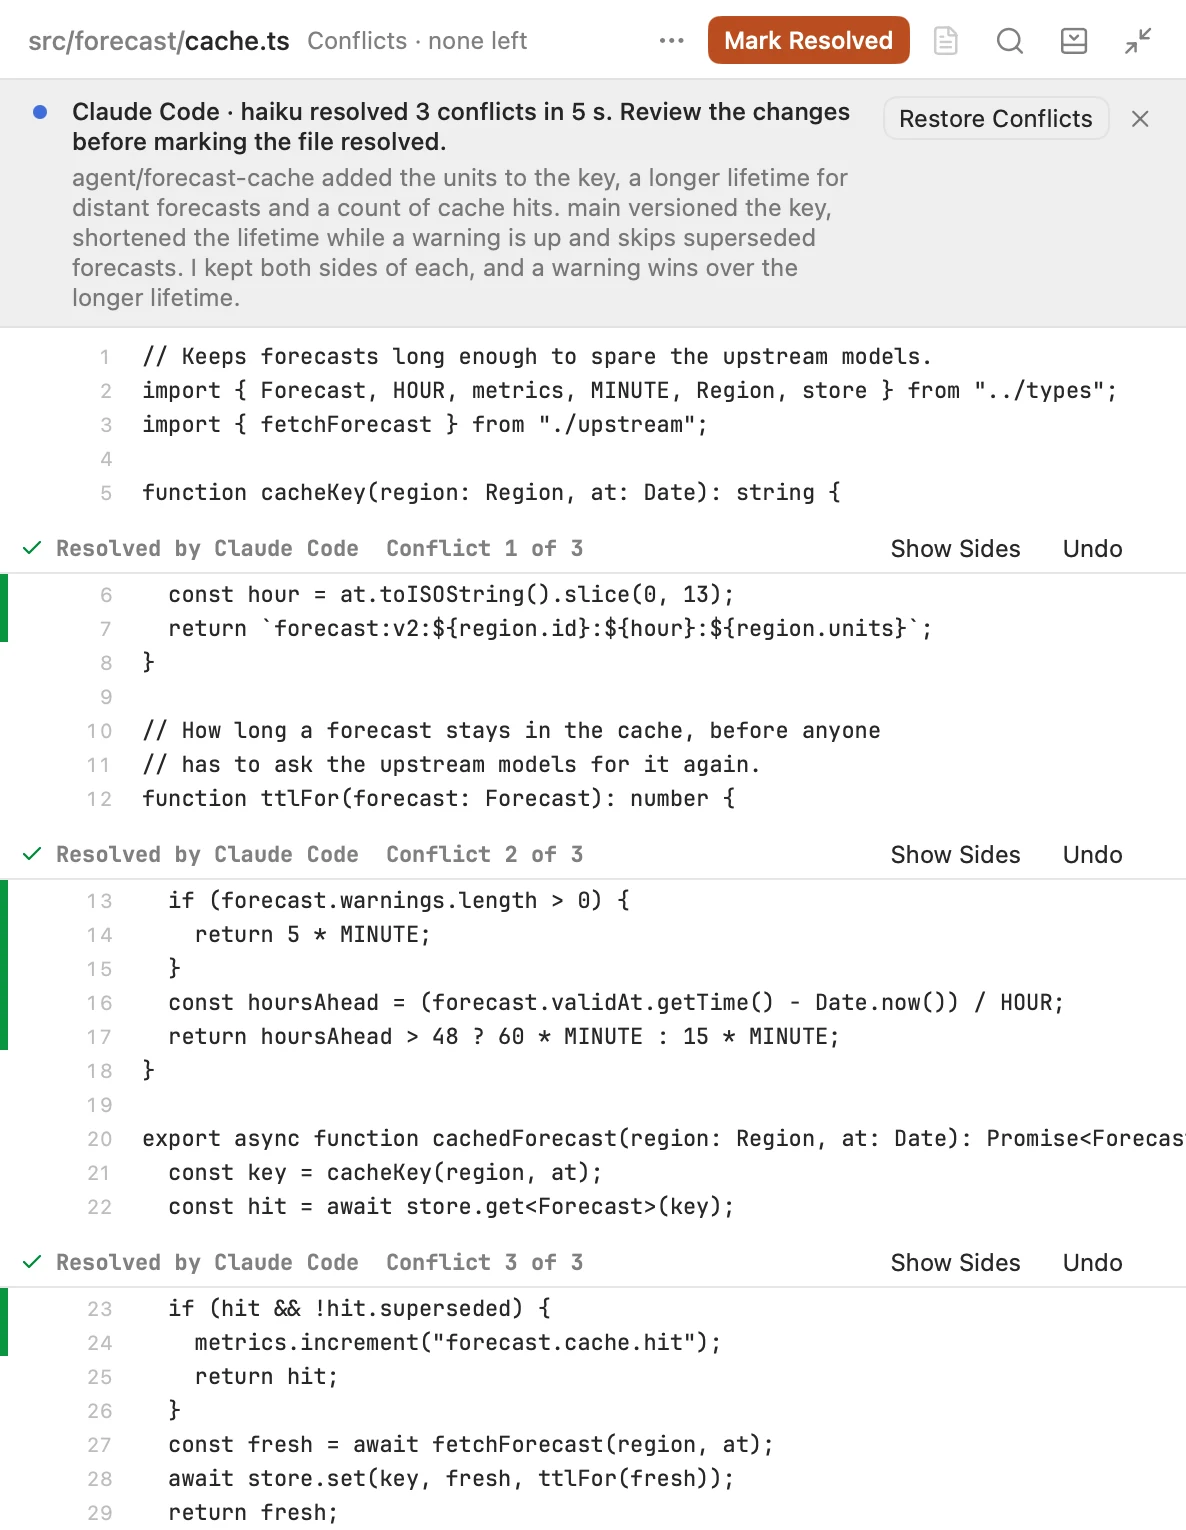 src/forecast/cache.ts Conflicts · none left ··· Mark Resolved
Claude Code · haiku resolved 3 conflicts in 5 s. Review the changes
before marking the file resolved.
Restore Conflicts
agent/forecast-cache added the units to the key, a longer lifetime for
distant forecasts and a count of cache hits. main versioned the key,
shortened the lifetime while a warning is up and skips superseded
forecasts. I kept both sides of each, and a warning wins over the
longer lifetime.
1 // Keeps forecasts long enough to spare the upstream models.
2 import { Forecast, HOUR, metrics, MINUTE, Region, store } from "../types";
3 import { fetchForecast } from "./upstream";
4
5 function cacheKey(region: Region, at: Date): string {
Resolved by Claude Code Conflict 1 of 3 Show Sides Undo
6 const hour = at.toISOString().slice(0, 13);
7 return `forecast:v2:${region.id}:${hour}:${region.units}`;
8 }
9
10 // How long a forecast stays in the cache, before anyone
11 // has to ask the upstream models for it again.
12 function ttlFor(forecast: Forecast): number {
Resolved by Claude Code Conflict 2 of 3 Show Sides Undo
13 if (forecast.warnings.length > 0) {
14 return 5 * MINUTE;
15 }
16 const hoursAhead = (forecast.validAt.getTime() - Date.now()) / HOUR;
17 return hoursAhead > 48 ? 60 * MINUTE : 15 * MINUTE;
18 }
19
20 export async function cachedForecast(region: Region, at: Date): Promise<Forecas
21 const key = cacheKey(region, at);
22 const hit = await store.get<Forecast>(key);
Resolved by Claude Code Conflict 3 of 3 Show Sides Undo
23 if (hit && !hit.superseded) {
24 metrics.increment("forecast.cache.hit");
25 return hit;
26 }
27 const fresh = await fetchForecast(region, at);
28 await store.set(key, fresh, ttlFor(fresh));
29 return fresh;